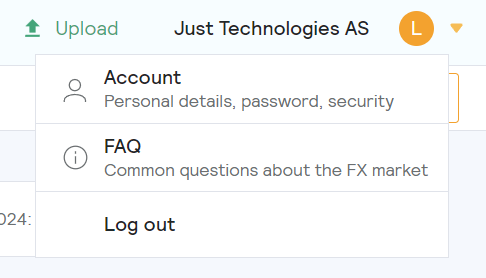 Upload Just Technologies AS L
Account
Personal details, password, security
FAQ
Common questions about the FX market
024:
Log out